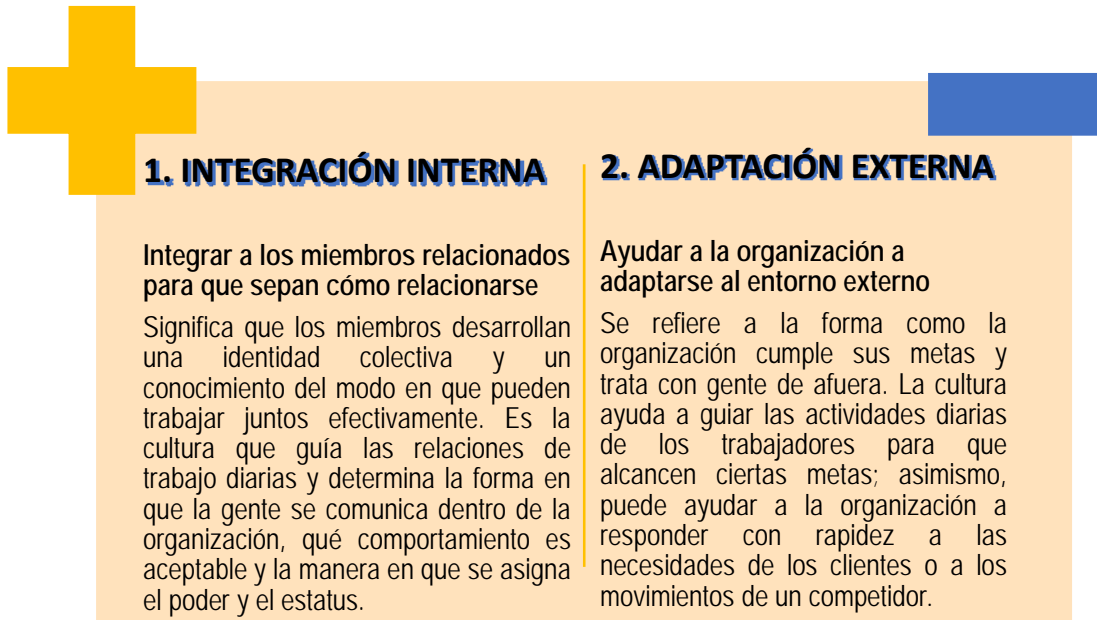 1. INTEGRACIÓN INTERNA
Integrar a los miembros relacionados
para que sepan cómo relacionarse
Significa que los miembros desarrollan
una identidad colectiva y un
conocimiento del modo en que pueden
trabajar juntos efectivamente. Es la
cultura que guía las relaciones de
trabajo diarias y determina la forma en
que la gente se comunica dentro de la
organización, qué comportamiento es
aceptable y la manera en que se asigna
el poder y el estatus.
2. ADAPTACIÓN EXTERNA
Ayudar a la organización a
adaptarse al entorno externo
Se refiere a la forma como la
organización cumple sus metas y
trata con gente de afuera. La cultura
ayuda a guiar las actividades diarias
de los trabajadores para que
alcancen ciertas metas; asimismo,
puede ayudar a la organización a
responder con rapidez a las
necesidades de los clientes o a los
movimientos de un competidor.